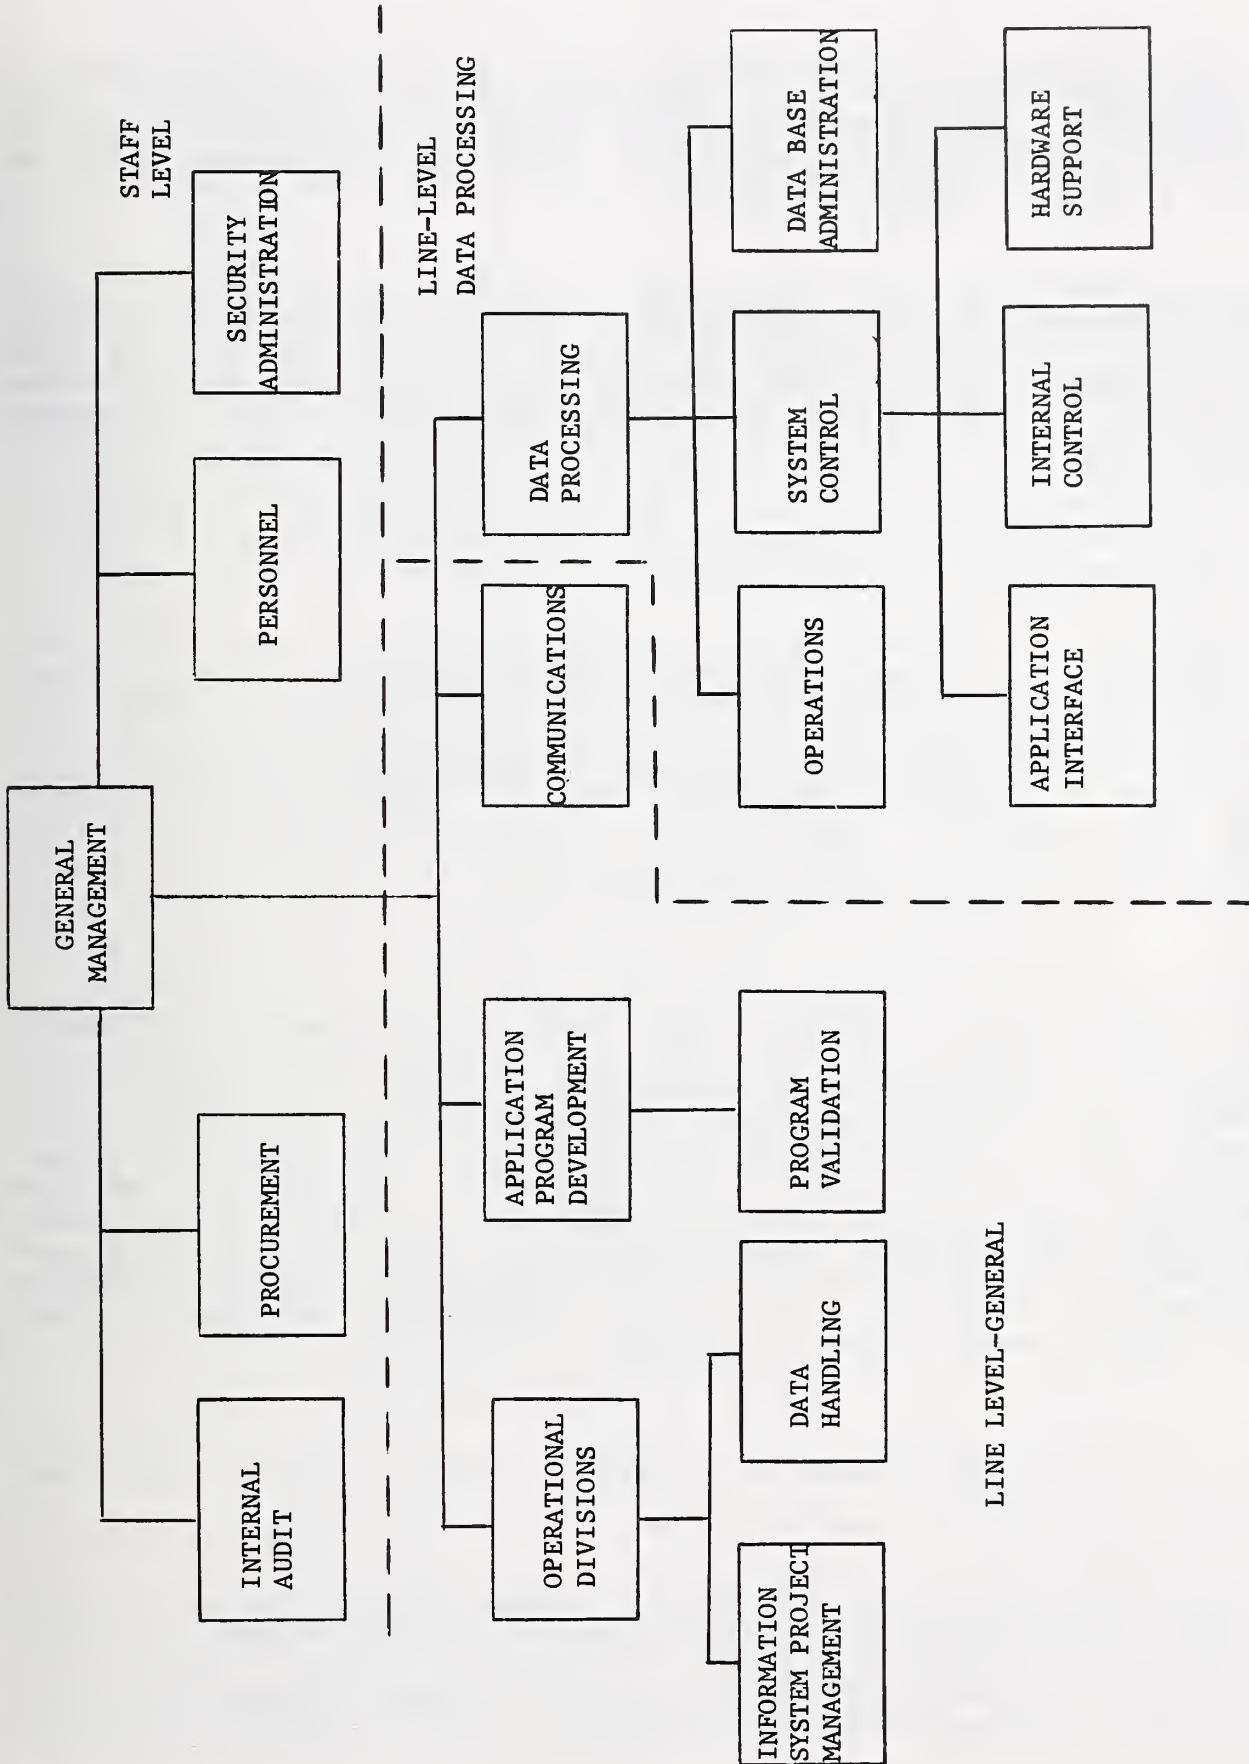 GENERAL
MANAGEMENT
STAFF
LEVEL
INTERNAL
AUDIT
PROCUREMENT
PERSONNEL
SECURITY
ADMINISTRATION
LINE-LEVEL
DATA PROCESSING
OPERATIONAL
DIVISIONS
APPLICATION
PROGRAM
DEVELOPMENT
COMMUNICATIONS
DATA
PROCESSING
INFORMATION
SYSTEM PROJECT
MANAGEMENT
DATA
HANDLING
PROGRAM
VALIDATION
OPERATIONS
SYSTEM
CONTROL
DATA BASE
ADMINISTRATION
LINE LEVEL-GENERAL
APPLICATION
INTERFACE
INTERNAL
CONTROL
HARDWARE
SUPPORT